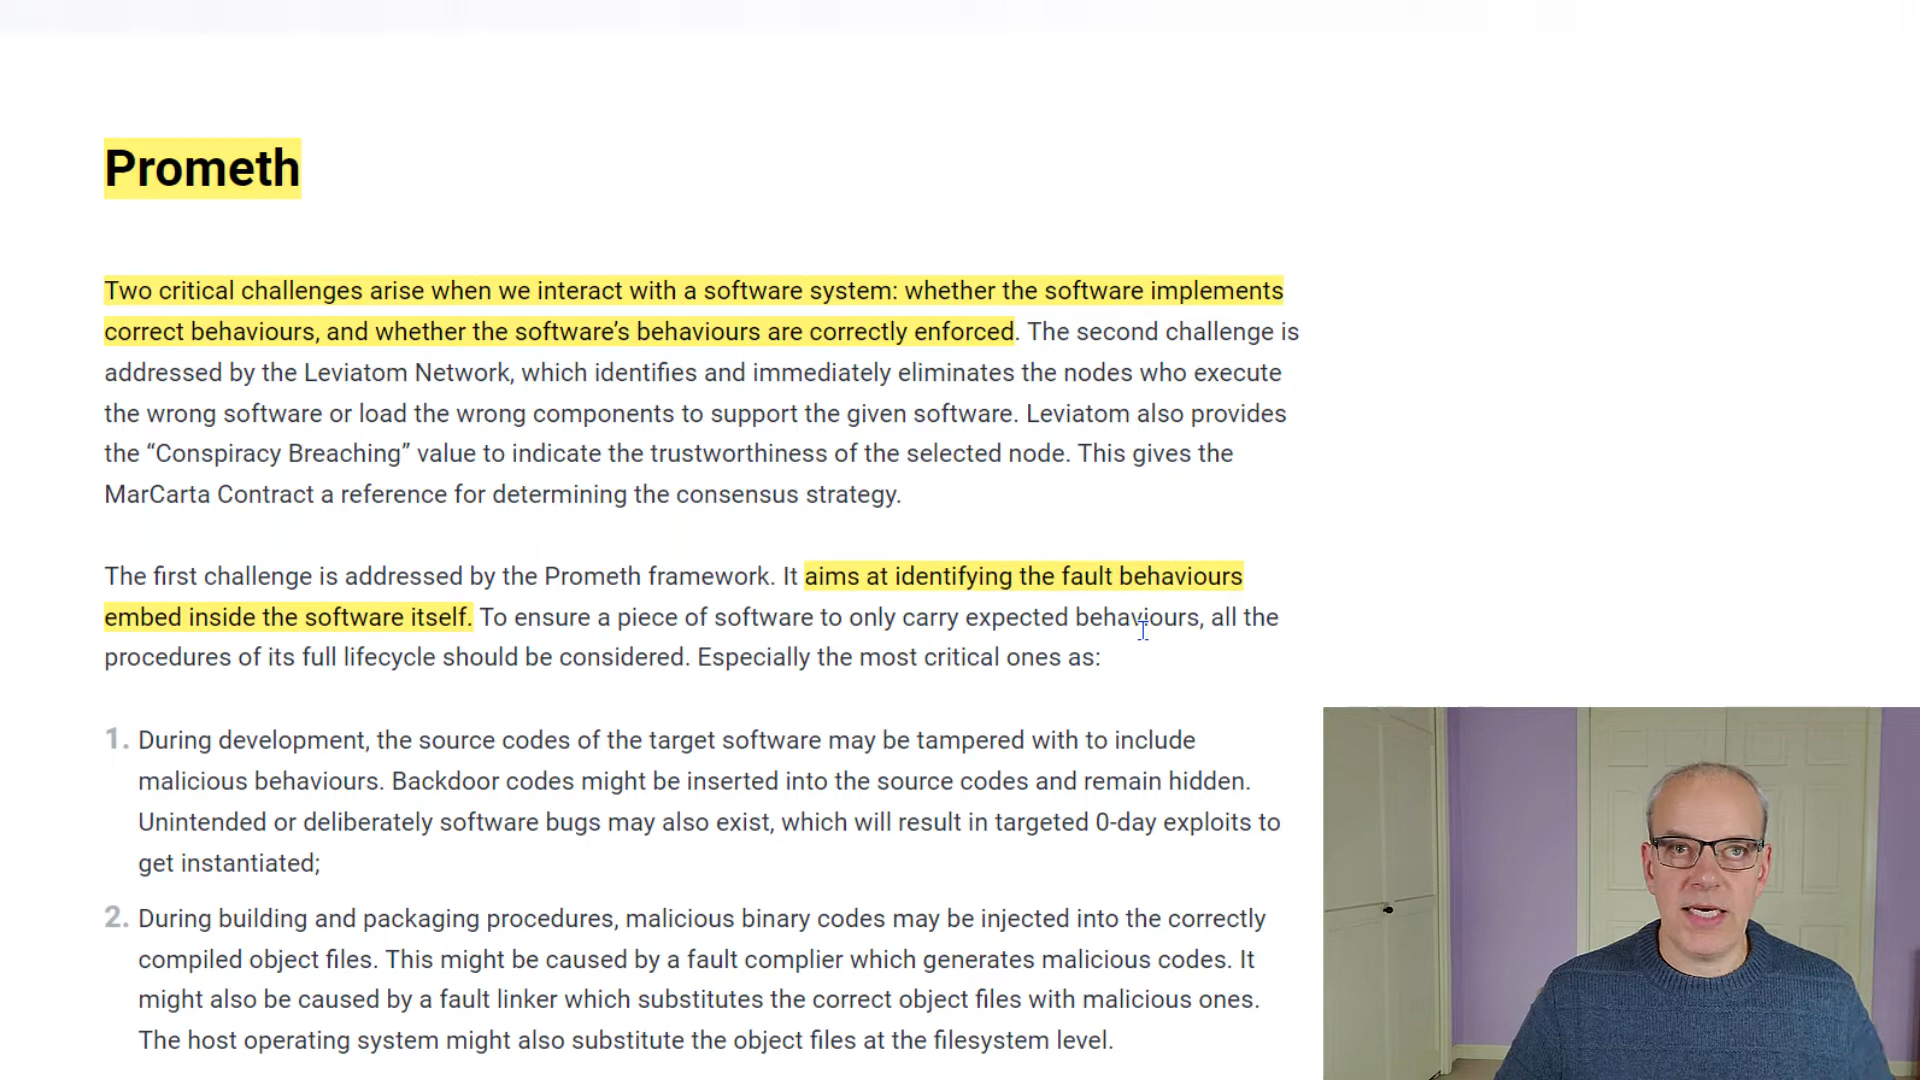 Prometh
Two critical challenges arise when we interact with a software system: whether the software implements
correct behaviours, and whether the software’s behaviours are correctly enforced. The second challenge is
addressed by the Leviatom Network, which identifies and immediately eliminates the nodes who execute
the wrong software or load the wrong components to support the given software. Leviatom also provides
the “Conspiracy Breaching” value to indicate the trustworthiness of the selected node. This gives the
MarCarta Contract a reference for determining the consensus strategy.
The first challenge is addressed by the Prometh framework. It aims at identifying the fault behaviours
embed inside the software itself. To ensure a piece of software to only carry expected behaviours, all the
procedures of its full lifecycle should be considered. Especially the most critical ones as:
1. During development, the source codes of the target software may be tampered with to include
malicious behaviours. Backdoor codes might be inserted into the source codes and remain hidden.
Unintended or deliberately software bugs may also exist, which will result in targeted 0-day exploits to
get instantiated;
2. During building and packaging procedures, malicious binary codes may be injected into the correctly
compiled object files. This might be caused by a fault complier which generates malicious codes. It
might also be caused by a fault linker which substitutes the correct object files with malicious ones.
The host operating system might also substitute the object files at the filesystem level.